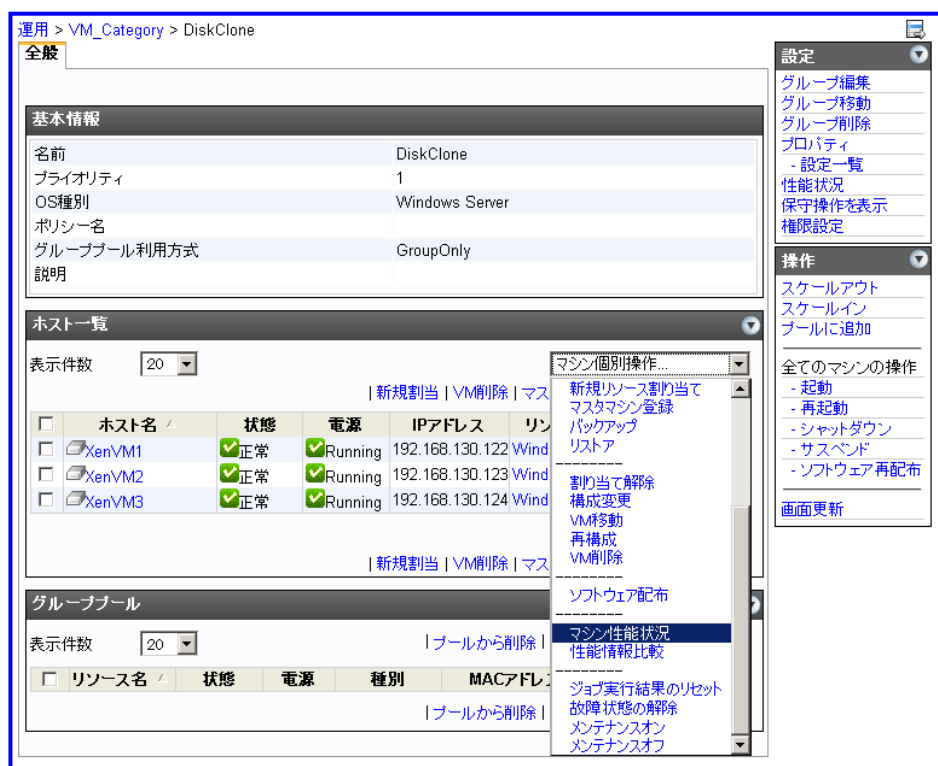 運用 > VM_Category > DiskClone
全般
基本情報
名前 DiskClone
プライオリティ 1
OS種別 Windows Server
ポリシー名
グループプール利用方式 GroupOnly
説明
ホスト一覧
表示件数 20 マシン個別操作...
|新規割当 | VM削除 | マス
ホスト名 状態 電源 IPアドレス リン
XenVM1 正常 Running 192.168.130.122 Wind
XenVM2 正常 Running 192.168.130.123 Wind
XenVM3 正常 Running 192.168.130.124 Wind
|新規割当 | VM削除 | マス
新規リソース割り当て
マスタマシン登録
バックアップ
リストア
--------
割り当て解除
構成変更
VM移動
再構成
VM削除
--------
ソフトウェア配布
--------
マシン性能状況
性能情報比較
--------
ジョブ実行結果のリセット
故障状態の解除
メンテナンスオン
メンテナンスオフ
グループプール
表示件数 20 |プールから削除 |
リソース名 状態 電源 種別 MACアドレ
|プールから削除 |
設定
グループ編集
グループ移動
グループ削除
プロパティ
- 設定一覧
性能状況
保守操作を表示
権限設定
操作
スケールアウト
スケールイン
プールに追加
全てのマシンの操作
- 起動
- 再起動
- シャットダウン
- サスペンド
- ソフトウェア再配布
画面更新